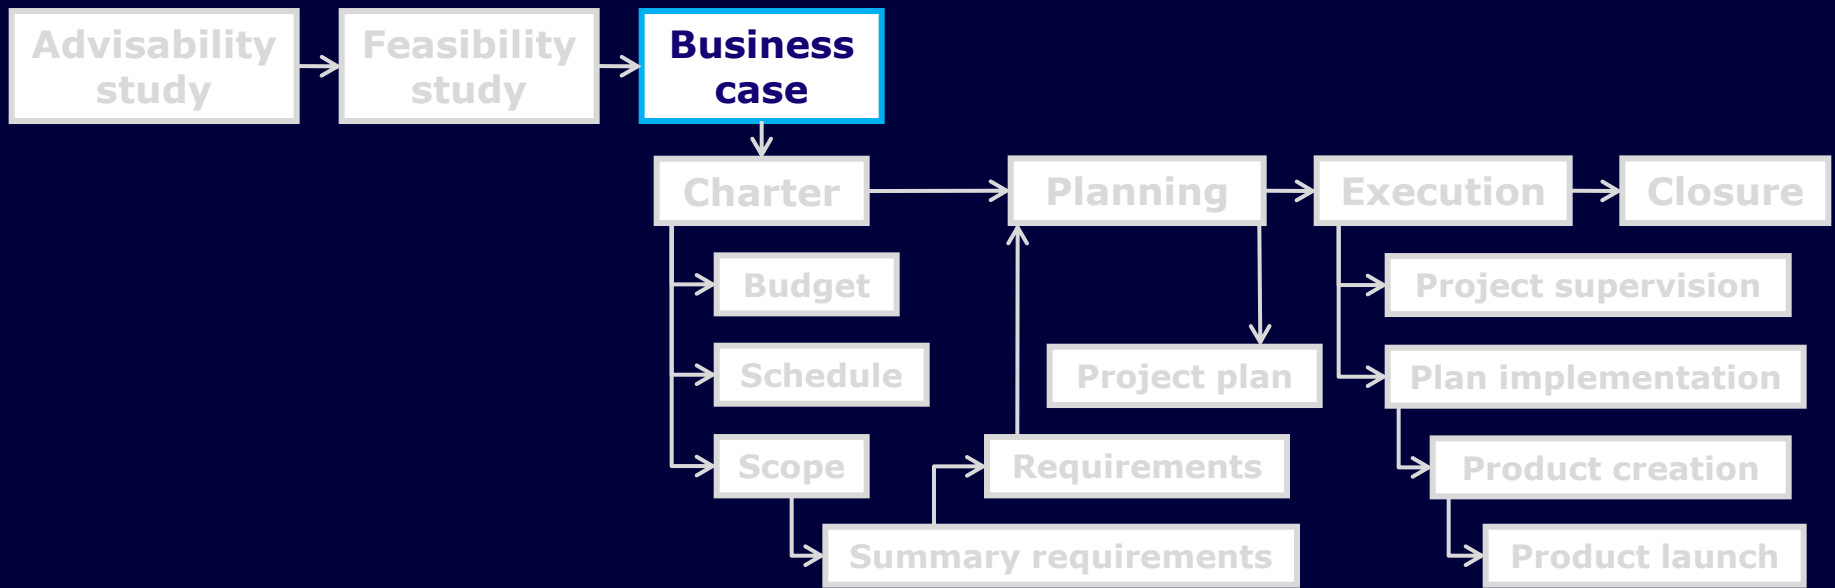 Advisability
study
Feasibility
study
Business
case
Charter
Planning
Execution
Closure
Budget
Project supervision
Schedule
Project plan
Plan implementation
Scope
Requirements
Product creation
Summary requirements
Product launch